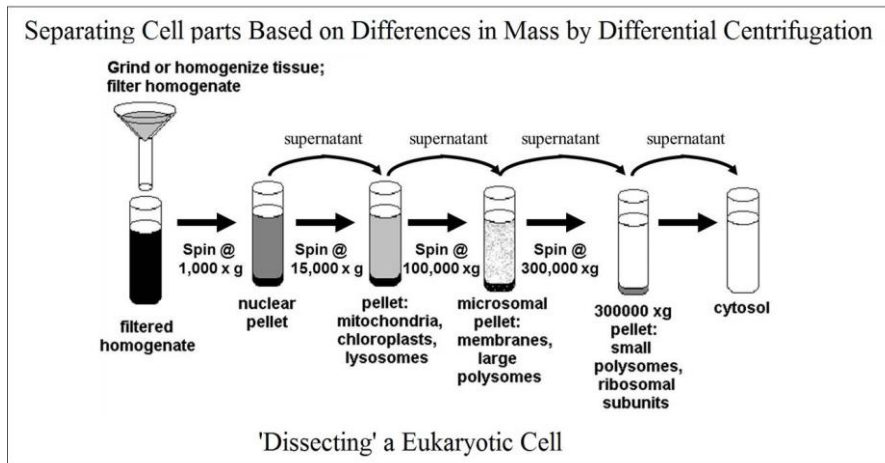 Separating Cell parts Based on Differences in Mass by Differential Centrifugation
Grind or homogenize tissue;
filter homogenate
supernatant
supernatant
supernatant
supernatant
Spin @
1,000 x g
Spin @
15,000 x g
Spin @
100,000 xg
Spin @
300,000 xg
filtered
homogenate
nuclear
pellet
pellet:
mitochondria,
chloroplasts,
lysosomes
microsomal
pellet:
membranes,
large
polysomes
300000 xg
pellet:
small
polysomes,
ribosomal
subunits
cytosol
'Dissecting' a Eukaryotic Cell